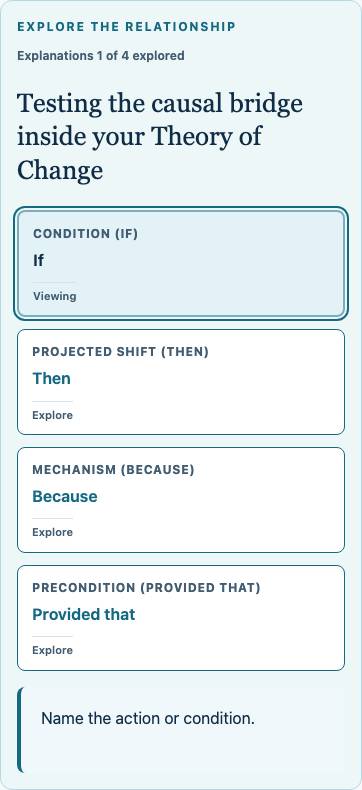 EXPLORE THE RELATIONSHIP
Explanations 1 of 4 explored
Testing the causal bridge
inside your Theory of
Change
CONDITION (IF)
If
Viewing
PROJECTED SHIFT (THEN)
Then
Explore
MECHANISM (BECAUSE)
Because
Explore
PRECONDITION (PROVIDED THAT)
Provided that
Explore
Name the action or condition.